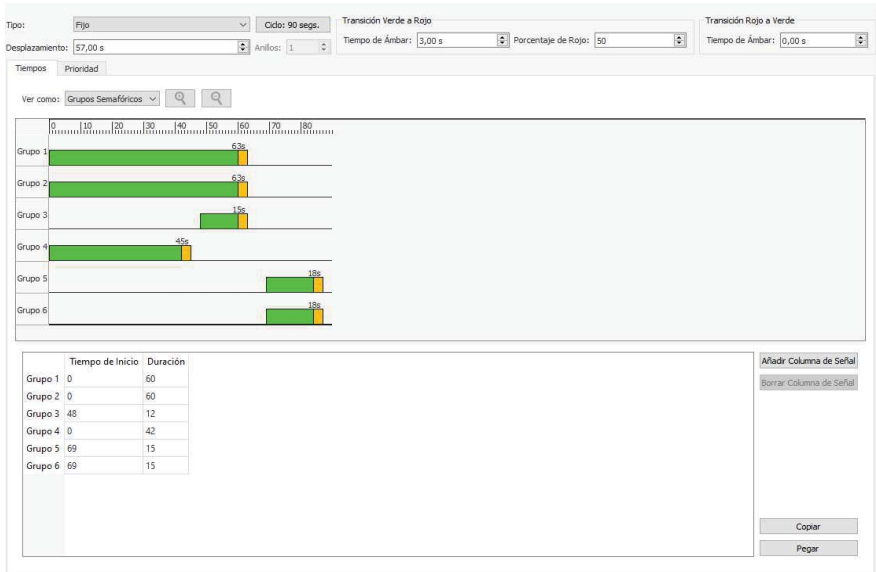 Tipo: Fijo Ciclo: 90 segs.
Transición Verde a Rojo
Transición Rojo a Verde
Desplazamiento: 57,00 s Anillos: 1
Tiempo de Ámbar: 3,00 s Porcentaje de Rojo: 50
Tiempo de Ámbar: 0,00 s
Tiempos Prioridad
Ver como: Grupos Semafóricos
0 10 20 30 40 50 60 70 80
Grupo 1 63s
Grupo 2 63s
Grupo 3 15s
Grupo 4 45s
Grupo 5 18s
Grupo 6 18s
Tiempo de Inicio Duración
Grupo 1 0 60
Grupo 2 0 60
Grupo 3 48 12
Grupo 4 0 42
Grupo 5 69 15
Grupo 6 69 15
Añadir Columna de Señal
Borrar Columna de Señal
Copiar
Pegar